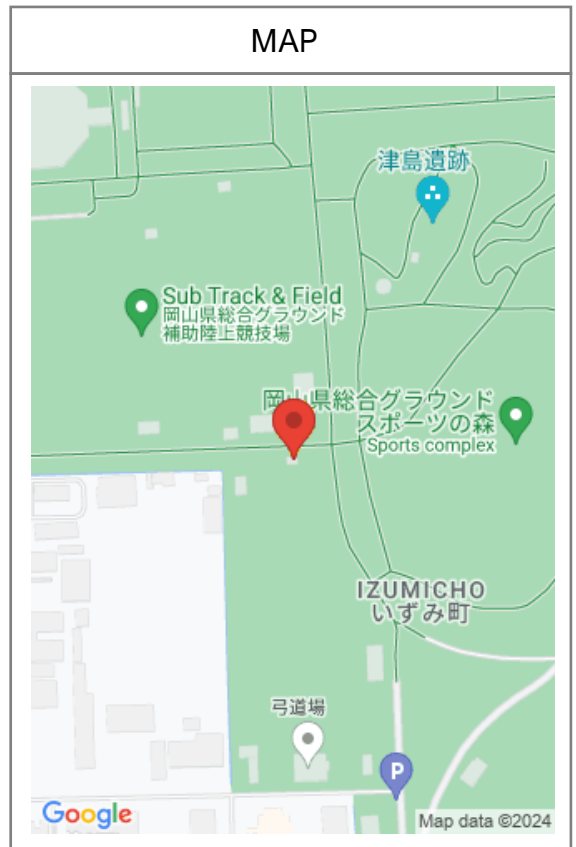 MAP
津島遺跡
Sub Track & Field
岡山県総合グラウンド
補助陸上競技場
岡山県総合グラウンド
スポーツの森
Sports complex
IZUMICHO
いずみ町
弓道場
P
Google
Map data ©2024